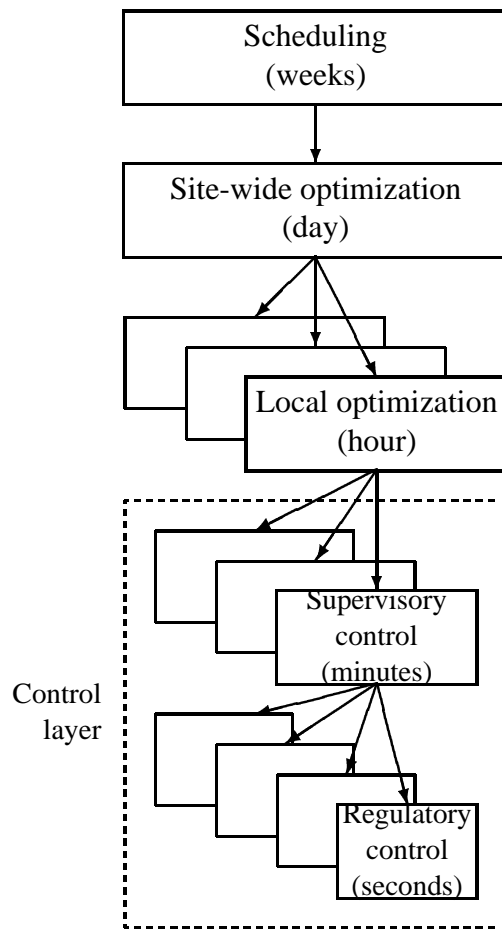 Scheduling
(weeks)
Site-wide optimization
(day)
Local optimization
(hour)
Supervisory
control
(minutes)
Control
layer
Regulatory
control
(seconds)